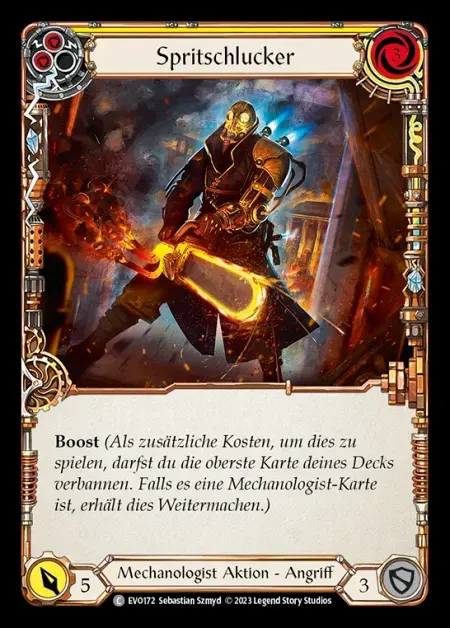 Spritschlucker
3
Boost (Als zusätzliche Kosten, um dies zu
spielen, darfst du die oberste Karte deines Decks
verbannen. Falls es eine Mechanologist-Karte
ist, erhält dies Weitermachen.)
5
Mechanologist Aktion - Angriff
3
C EVO172 Sebastian Szmyd © 2023 Legend Story Studios